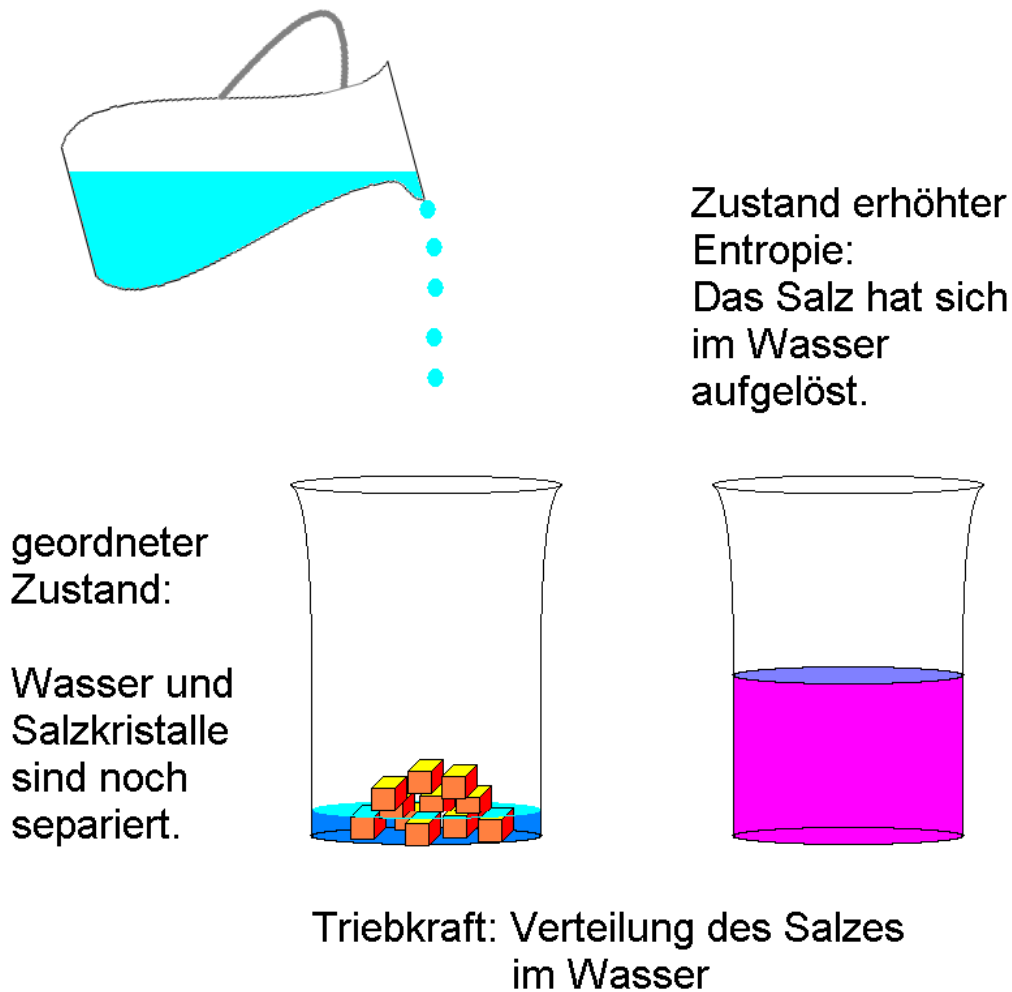 Zustand erhöhter
Entropie:
Das Salz hat sich
im Wasser
aufgelöst.
geordneter
Zustand:
Wasser und
Salzkristalle
sind noch
separiert.
Triebkraft: Verteilung des Salzes
im Wasser